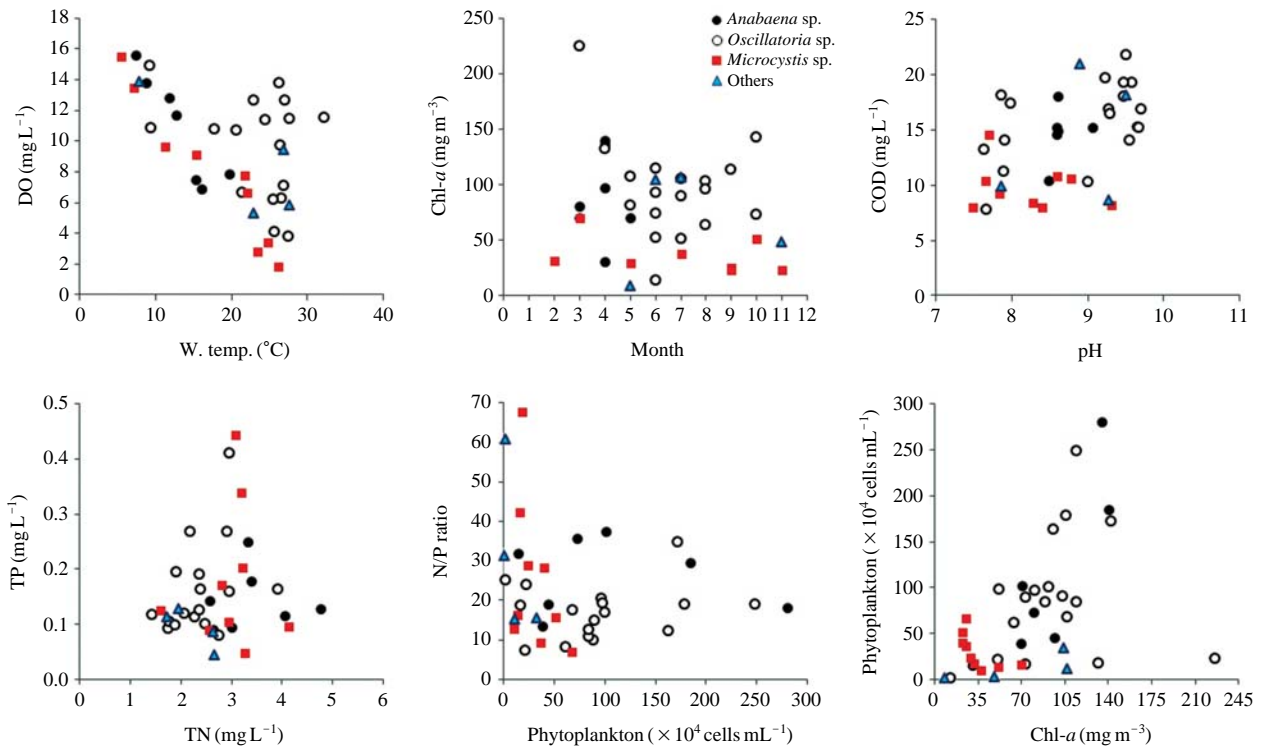 DO (mg L⁻¹)
18
16
14
12
10
8
6
4
2
0
0 10 20 30 40
W. temp. (°C)
Chl-a (mg m⁻³)
250
200
150
100
50
0
0 1 2 3 4 5 6 7 8 9 10 11 12
Month
Anabaena sp.
Oscillatoria sp.
Microcystis sp.
Others
COD (mg L⁻¹)
25
20
15
10
5
0
7 8 9 10 11
pH
TP (mg L⁻¹)
0.5
0.4
0.3
0.2
0.1
0
0 1 2 3 4 5 6
TN (mg L⁻¹)
N/P ratio
70
60
50
40
30
20
10
0
0 50 100 150 200 250 300
Phytoplankton (×10⁴ cells mL⁻¹)
Phytoplankton (×10⁴ cells mL⁻¹)
300
250
200
150
100
50
0
0 35 70 105 140 175 210 245
Chl-a (mg m⁻³)